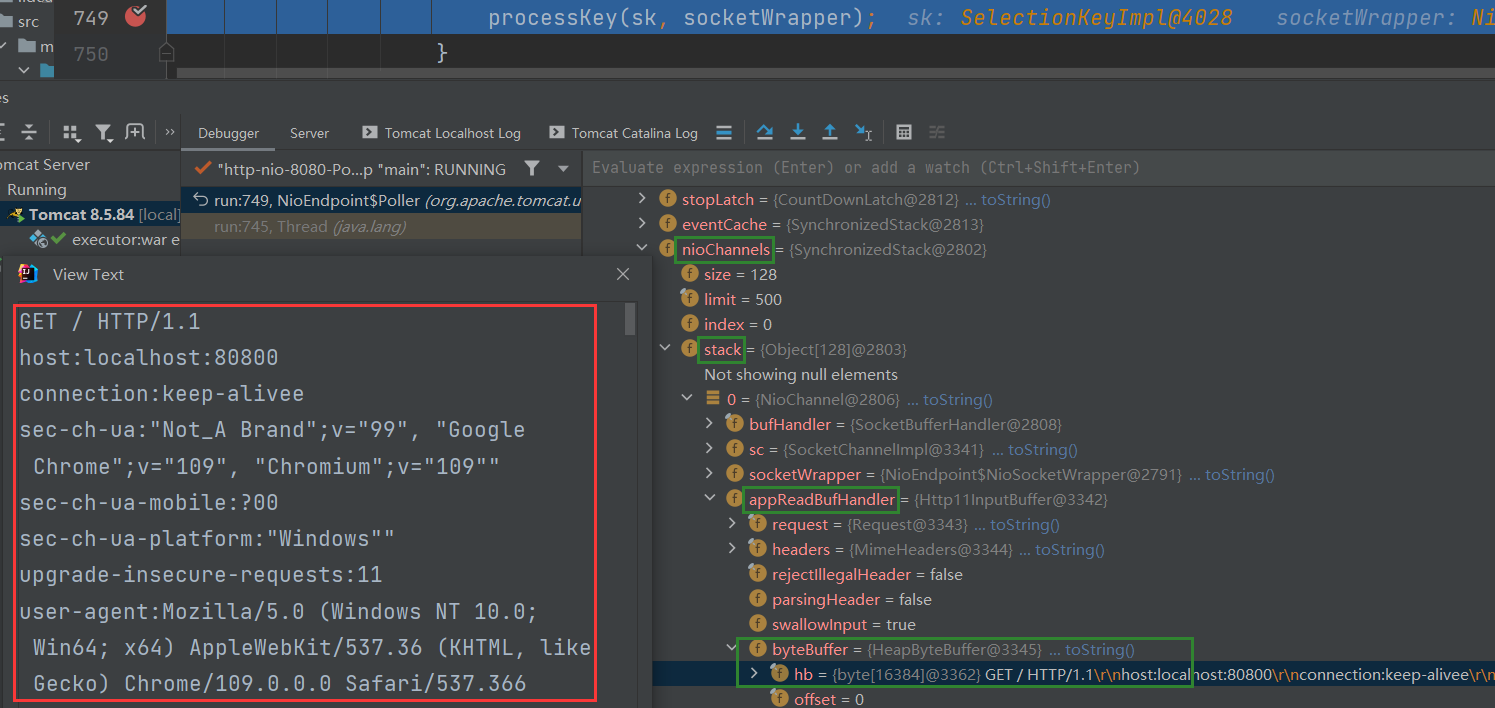 src
749
processKey(sk, socketWrapper);   sk: SelectionKeyImpl@4028   socketWrapper: Ni
m
750
}
es
»
Debugger
Server
Tomcat Localhost Log
Tomcat Catalina Log
omcat Server
Running
Tomcat 8.5.84 [local]
executor:war e
"http-nio-8080-Po...p "main": RUNNING
run:749, NioEndpoint$Poller (org.apache.tomcat.u
run:745, Thread (java.lang)
Evaluate expression (Enter) or add a watch (Ctrl+Shift+Enter)
stopLatch = {CountDownLatch@2812} ... toString()
eventCache = {SynchronizedStack@2813}
nioChannels = {SynchronizedStack@2802}
size = 128
limit = 500
index = 0
stack = {Object[128]@2803}
Not showing null elements
0 = {NioChannel@2806} ... toString()
bufHandler = {SocketBufferHandler@2808}
sc = {SocketChannelImpl@3341} ... toString()
socketWrapper = {NioEndpoint$NioSocketWrapper@2791} ... toString()
appReadBufHandler = {Http11InputBuffer@3342}
request = {Request@3343} ... toString()
headers = {MimeHeaders@3344} ... toString()
rejectIllegalHeader = false
parsingHeader = false
swallowInput = true
byteBuffer = {HeapByteBuffer@3345} ... toString()
hb = {byte[16384]@3362} GET / HTTP/1.1\r\nhost:localhost:80800\r\nconnection:keep-alivee\r\n
offset = 0
View Text
GET / HTTP/1.1
host:localhost:80800
connection:keep-alivee
sec-ch-ua:"Not_A Brand";v="99", "Google
Chrome";v="109", "Chromium";v="109""
sec-ch-ua-mobile:?00
sec-ch-ua-platform:"Windows""
upgrade-insecure-requests:11
user-agent:Mozilla/5.0 (Windows NT 10.0;
Win64; x64) AppleWebKit/537.36 (KHTML, like
Gecko) Chrome/109.0.0.0 Safari/537.366